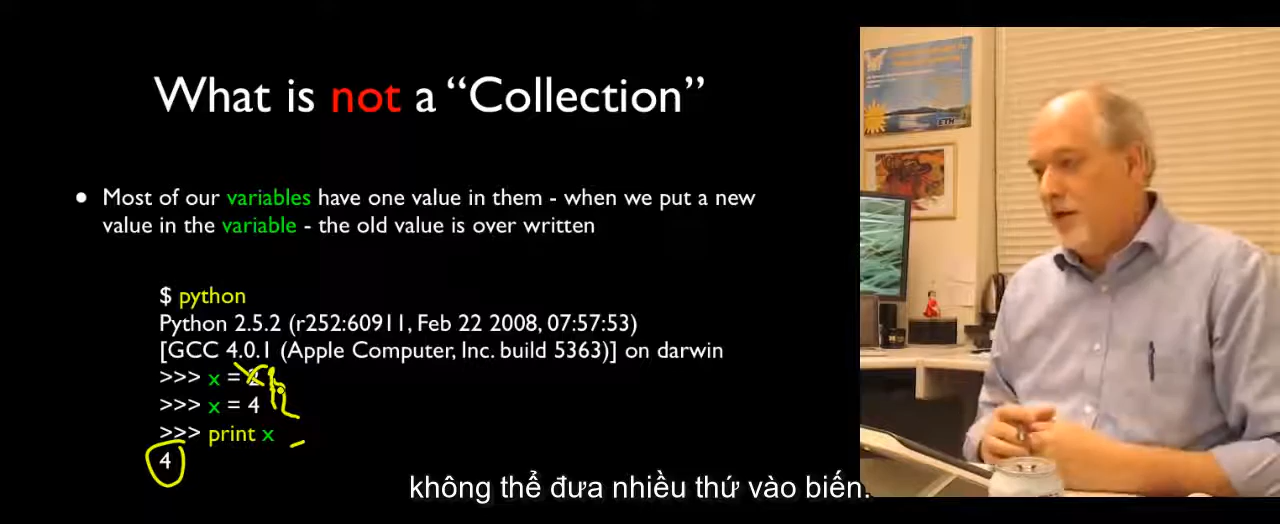 What is not a “Collection”
• Most of our variables have one value in them - when we put a new
value in the variable - the old value is over written
$ python
Python 2.5.2 (r252:60911, Feb 22 2008, 07:57:53)
[GCC 4.0.1 (Apple Computer, Inc. build 5363)] on darwin
>>> x = 2
>>> x = 4
>>> print x
4
không thể đưa nhiều thứ vào biến.
ETH